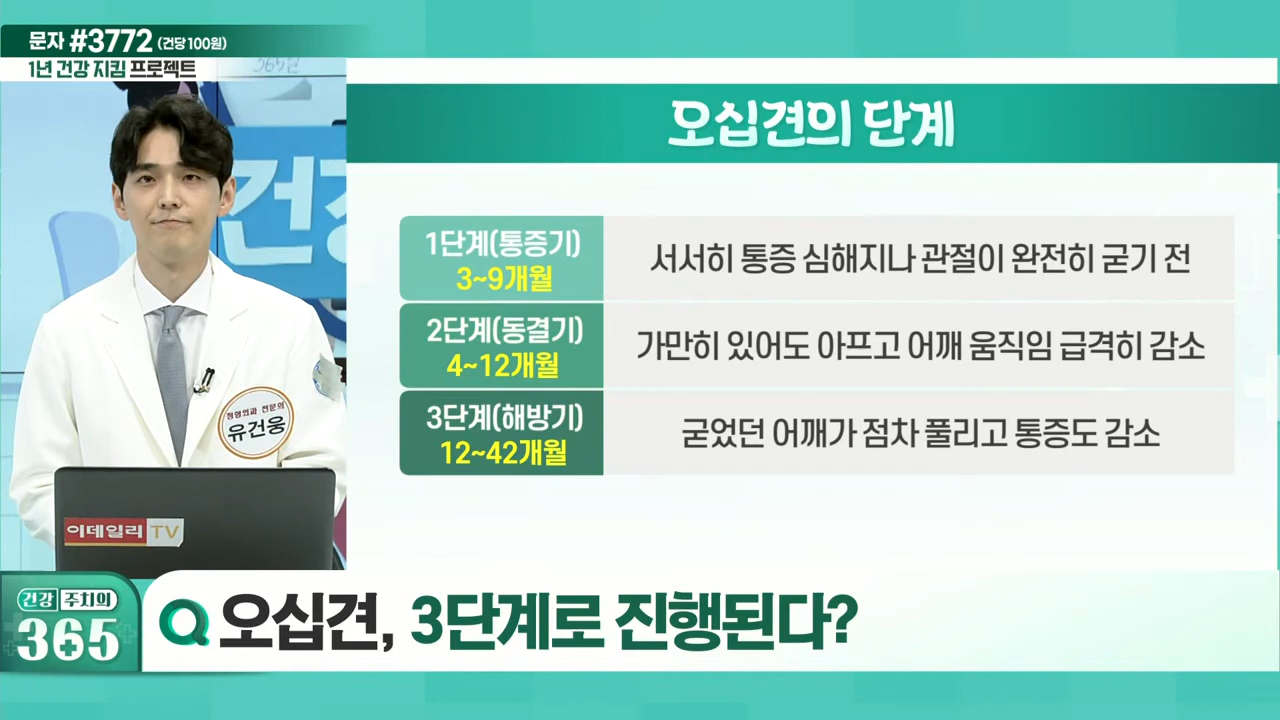 문자 #3772 (건당 100원)
1년 건강 지킴 프로젝트
365
건강
오십견의 단계
1단계(통증기)
3~9개월
서서히 통증 심해지나 관절이 완전히 굳기 전
2단계(동결기)
4~12개월
가만히 있어도 아프고 어깨 움직임 급격히 감소
3단계(해방기)
12~42개월
굳었던 어깨가 점차 풀리고 통증도 감소
정형외과 전문의
유건웅
이데일리 TV
건강 주치의
365
Q 오십견, 3단계로 진행된다?